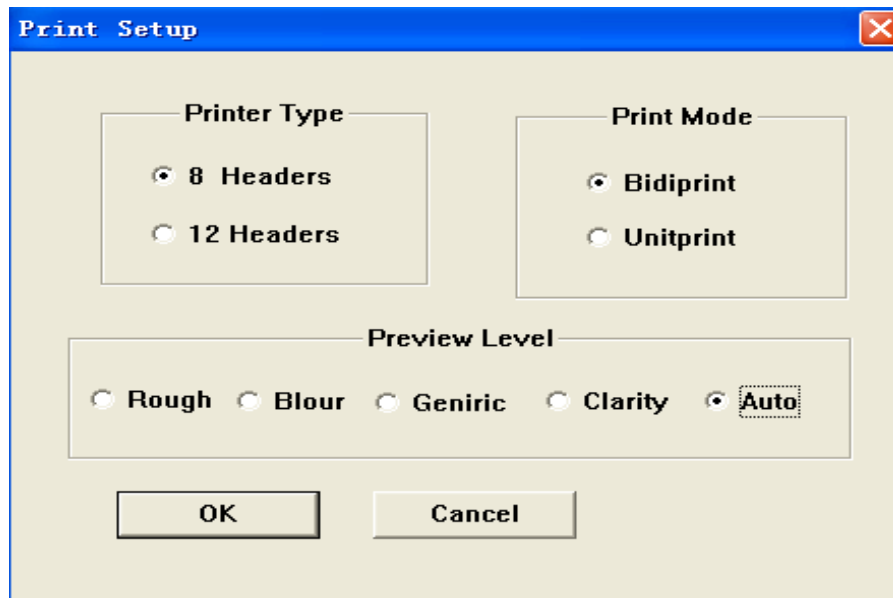 Print Setup
Printer Type
8 Headers
12 Headers
Print Mode
Bidiprint
Unitprint
Preview Level
Rough Blour Geniric Clarity Auto
OK Cancel